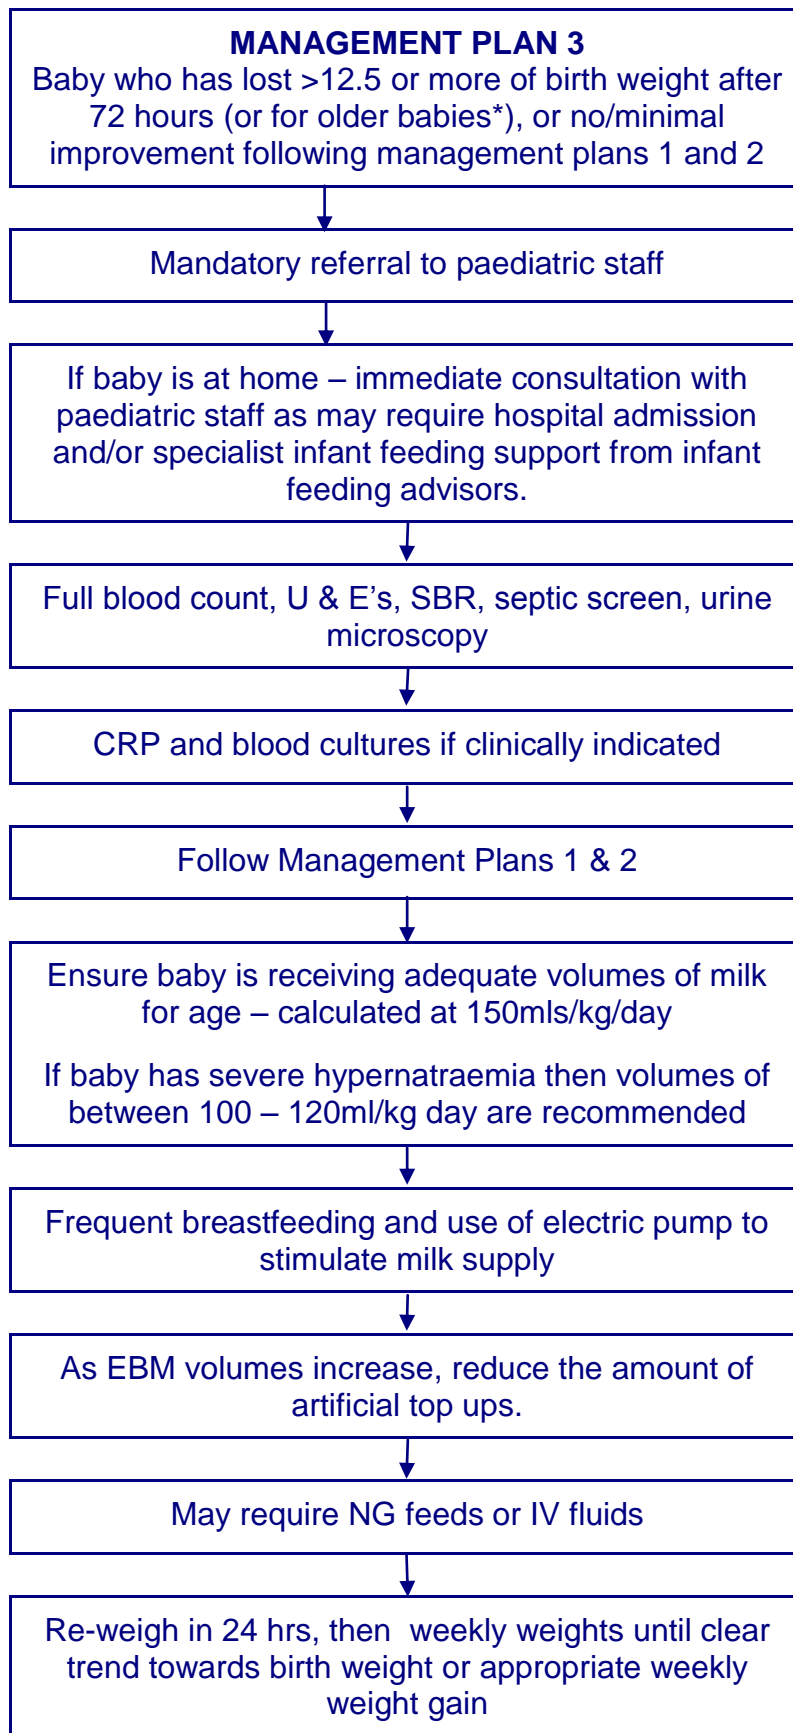 MANAGEMENT PLAN 3
Baby who has lost >12.5 or more of birth weight after
72 hours (or for older babies*), or no/minimal
improvement following management plans 1 and 2
Mandatory referral to paediatric staff
If baby is at home – immediate consultation with
paediatric staff as may require hospital admission
and/or specialist infant feeding support from infant
feeding advisors.
Full blood count, U & E's, SBR, septic screen, urine
microscopy
CRP and blood cultures if clinically indicated
Follow Management Plans 1 & 2
Ensure baby is receiving adequate volumes of milk
for age – calculated at 150mls/kg/day
If baby has severe hypernatraemia then volumes of
between 100 – 120ml/kg day are recommended
Frequent breastfeeding and use of electric pump to
stimulate milk supply
As EBM volumes increase, reduce the amount of
artificial top ups.
May require NG feeds or IV fluids
Re-weigh in 24 hrs, then  weekly weights until clear
trend towards birth weight or appropriate weekly
weight gain